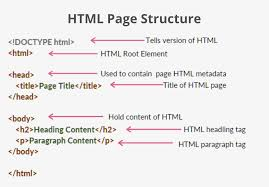 HTML Page Structure
<!DOCTYPE html> Tells version of HTML
<html> HTML Root Element
<head> Used to contain page HTML metadata
<title>Page Title</title> Title of HTML page
</head>
<body> Hold content of HTML
<h2>Heading Content</h2> HTML heading tag
<p>Paragraph Content</p> HTML paragraph tag
</body>
</html>